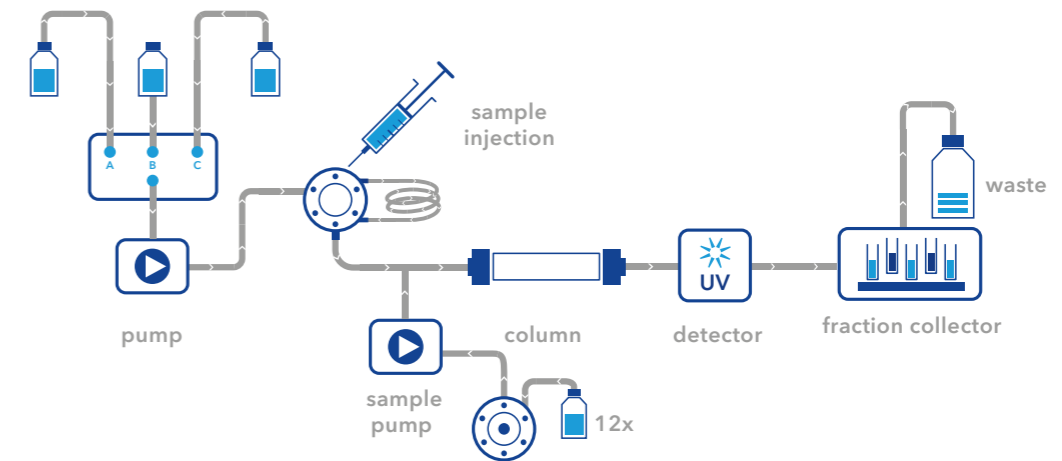 sample
injection
A
B
C
waste
UV
pump
column
detector
fraction collector
sample
pump
12x